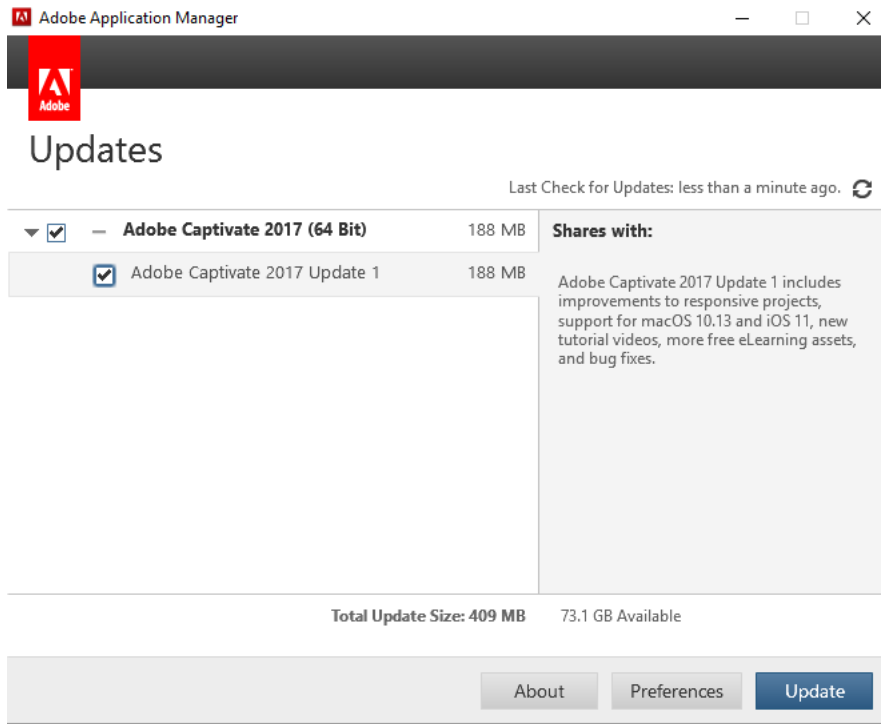 Adobe Application Manager
Adobe
Updates
Last Check for Updates: less than a minute ago.
Adobe Captivate 2017 (64 Bit) 188 MB
Adobe Captivate 2017 Update 1 188 MB
Shares with:
Adobe Captivate 2017 Update 1 includes
improvements to responsive projects,
support for macOS 10.13 and iOS 11, new
tutorial videos, more free eLearning assets,
and bug fixes.
Total Update Size: 409 MB 73.1 GB Available
About Preferences Update